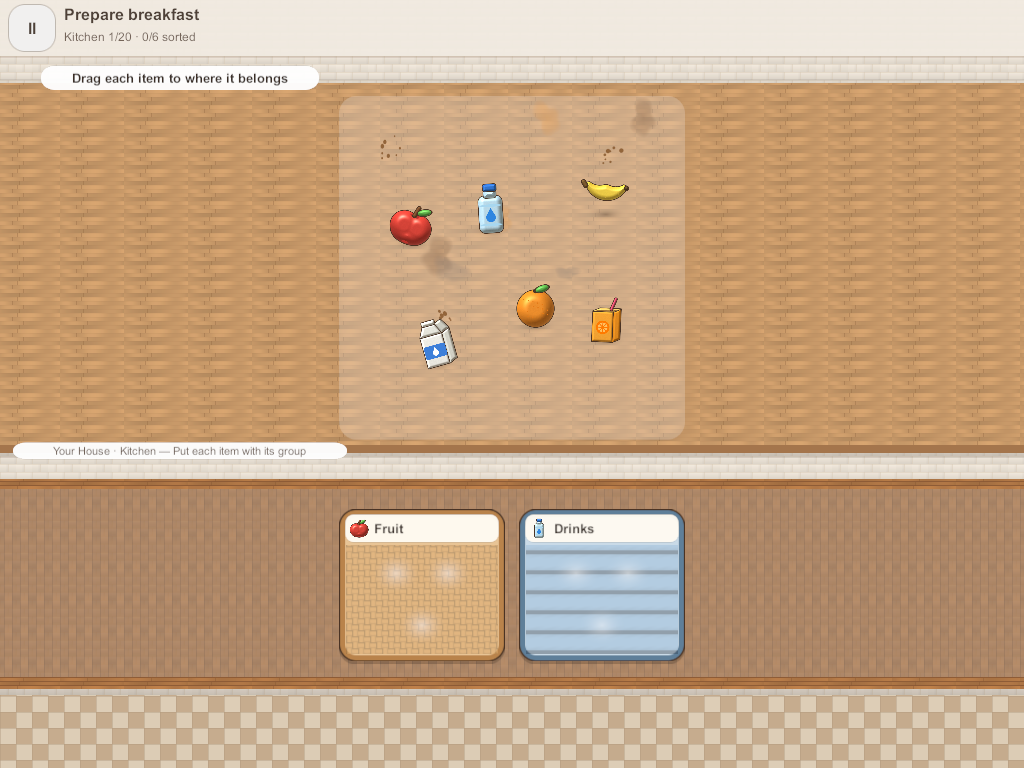 II
Prepare breakfast
Kitchen 1/20 · 0/6 sorted
Drag each item to where it belongs
Your House · Kitchen — Put each item with its group
Fruit
Drinks